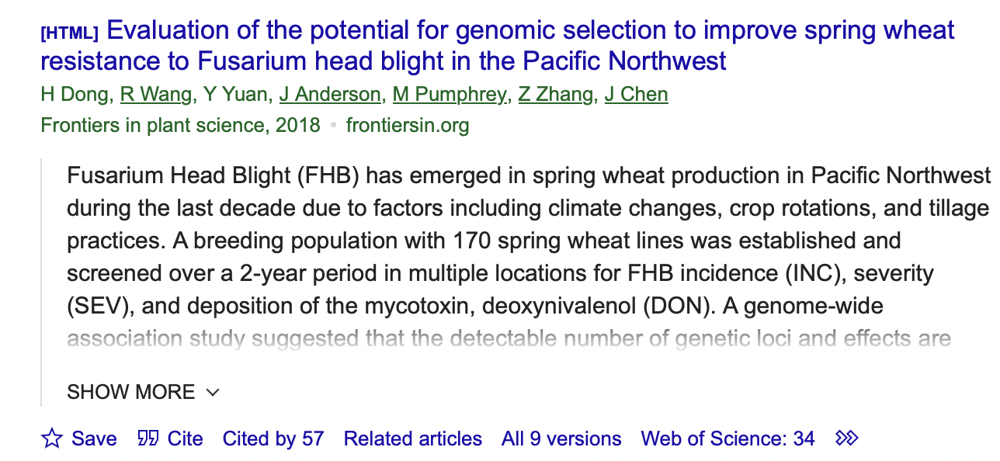 [HTML] Evaluation of the potential for genomic selection to improve spring wheat
resistance to Fusarium head blight in the Pacific Northwest
H Dong, R Wang, Y Yuan, J Anderson, M Pumphrey, Z Zhang, J Chen
Frontiers in plant science, 2018 • frontiersin.org
Fusarium Head Blight (FHB) has emerged in spring wheat production in Pacific Northwest
during the last decade due to factors including climate changes, crop rotations, and tillage
practices. A breeding population with 170 spring wheat lines was established and
screened over a 2-year period in multiple locations for FHB incidence (INC), severity
(SEV), and deposition of the mycotoxin, deoxynivalenol (DON). A genome-wide
association study suggested that the detectable number of genetic loci and effects are
SHOW MORE
Save Cite Cited by 57 Related articles All 9 versions Web of Science: 34